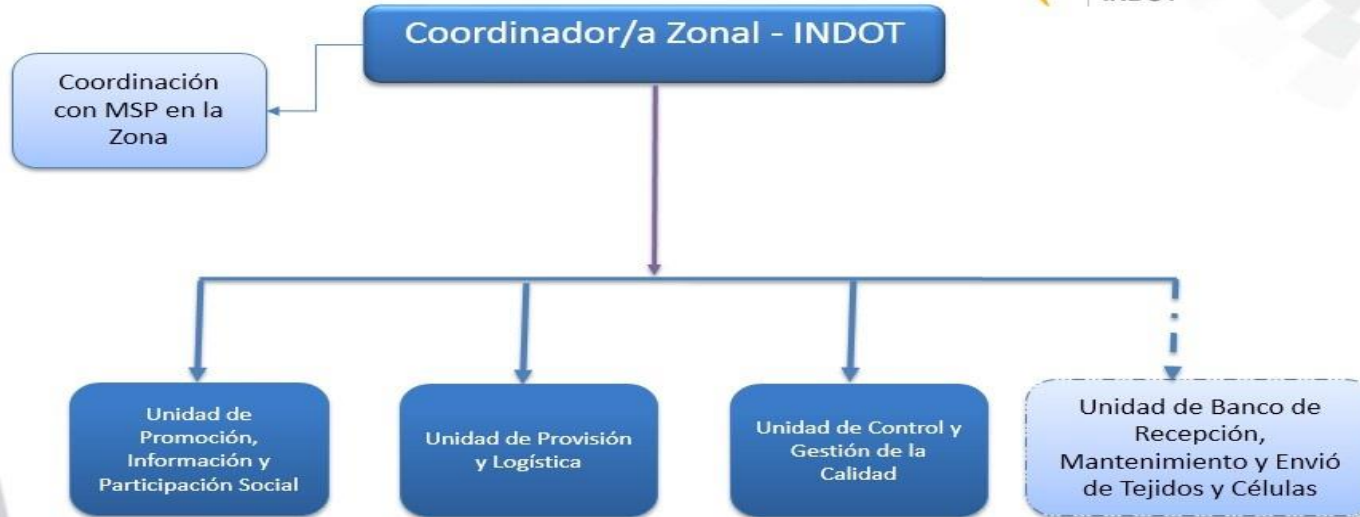 INDOT
Coordinador/a Zonal - INDOT
Coordinación
con MSP en la
Zona
Unidad de
Promoción,
Información y
Participación Social
Unidad de Provisión
y Logística
Unidad de Control y
Gestión de la
Calidad
Unidad de Banco de
Recepción,
Mantenimiento y Envió
de Tejidos y Células